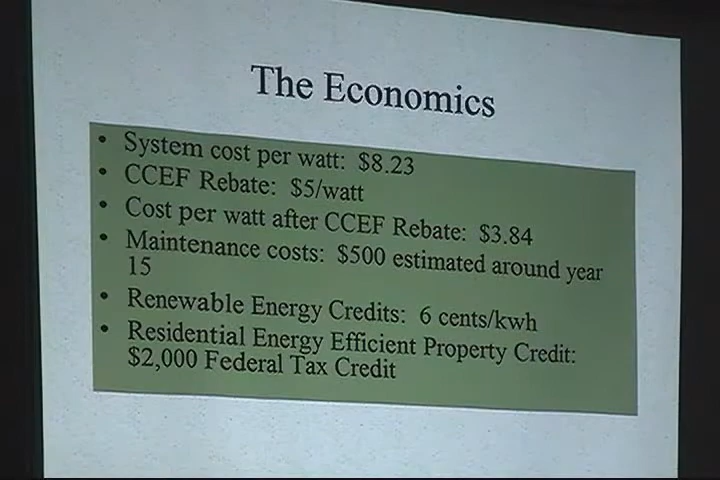 The Economics
• System cost per watt: $8.23
• CCEF Rebate: $5/watt
• Cost per watt after CCEF Rebate: $3.84
• Maintenance costs: $500 estimated around year
15
• Renewable Energy Credits: 6 cents/kwh
• Residential Energy Efficient Property Credit:
$2,000 Federal Tax Credit